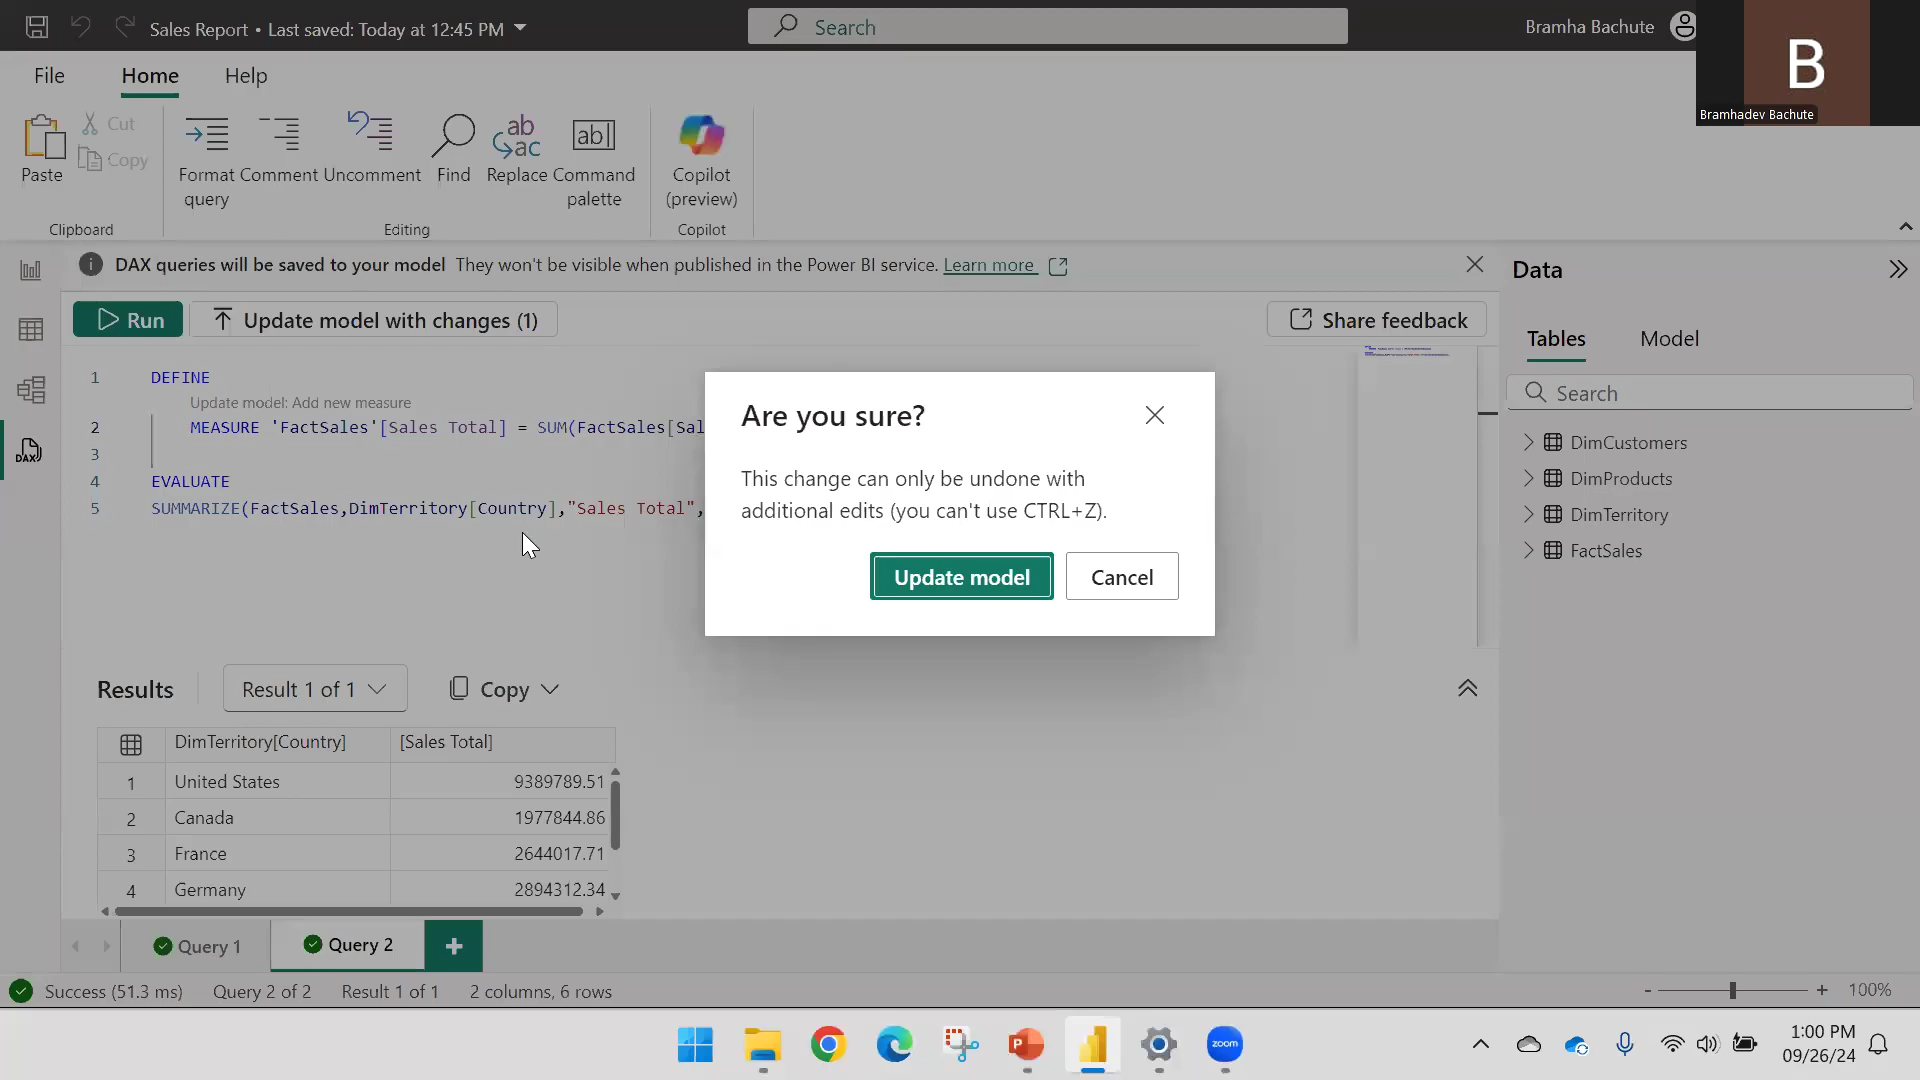 Sales Report • Last saved: Today at 12:45 PM
Search
Bramha Bachute
B
Bramhadev Bachute
File
Home
Help
Paste
Cut
Copy
Clipboard
Format query
Comment
Uncomment
Find
Replace
Command palette
Editing
Copilot (preview)
Copilot
DAX queries will be saved to your model They won't be visible when published in the Power BI service. Learn more
Run
Update model with changes (1)
Share feedback
1 DEFINE
Update model: Add new measure
2 MEASURE 'FactSales'[Sales Total] = SUM(FactSales[Sal
3
4 EVALUATE
5 SUMMARIZE(FactSales,DimTerritory[Country],"Sales Total",
Are you sure?
This change can only be undone with
additional edits (you can't use CTRL+Z).
Update model
Cancel
Data
Tables
Model
Search
DimCustomers
DimProducts
DimTerritory
FactSales
DAX
Results
Result 1 of 1
Copy
DimTerritory[Country] [Sales Total]
1 United States 9389789.51
2 Canada 1977844.86
3 France 2644017.71
4 Germany 2894312.34
Query 1
Query 2
+
Success (51.3 ms)
Query 2 of 2
Result 1 of 1
2 columns, 6 rows
- + 100%
zoom
1:00 PM
09/26/24